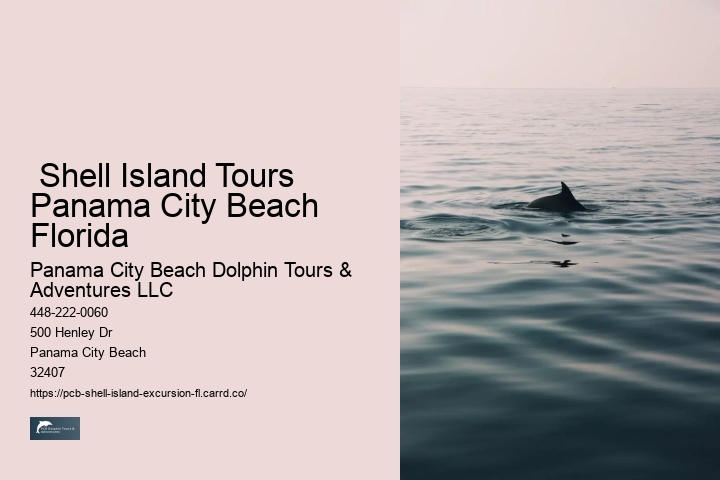 Shell Island Tours
Panama City Beach
Florida
Panama City Beach Dolphin Tours &
Adventures LLC
448-222-0060
500 Henley Dr
Panama City Beach
32407
https://pcb-shell-island-excursion-fl.carrd.co/